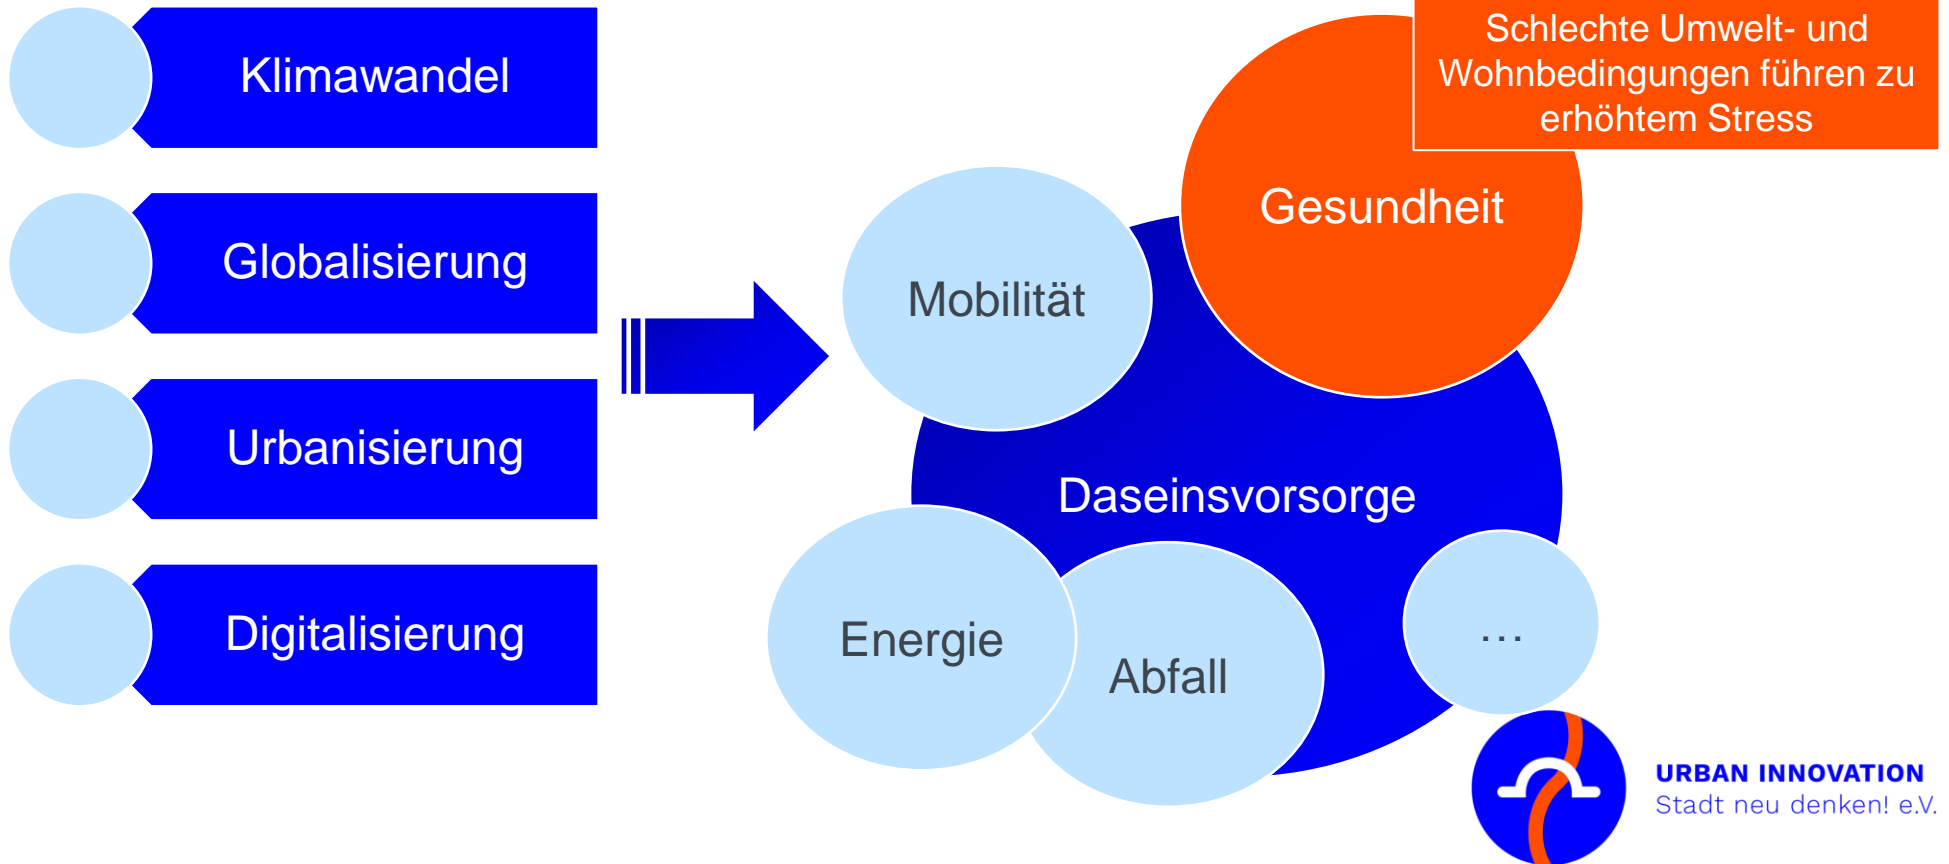 Klimawandel
Globalisierung
Urbanisierung
Digitalisierung
Schlechte Umwelt- und
Wohnbedingungen führen zu
erhöhtem Stress
Gesundheit
Mobilität
Daseinsvorsorge
Energie
Abfall
…
URBAN INNOVATION
Stadt neu denken! e.V.